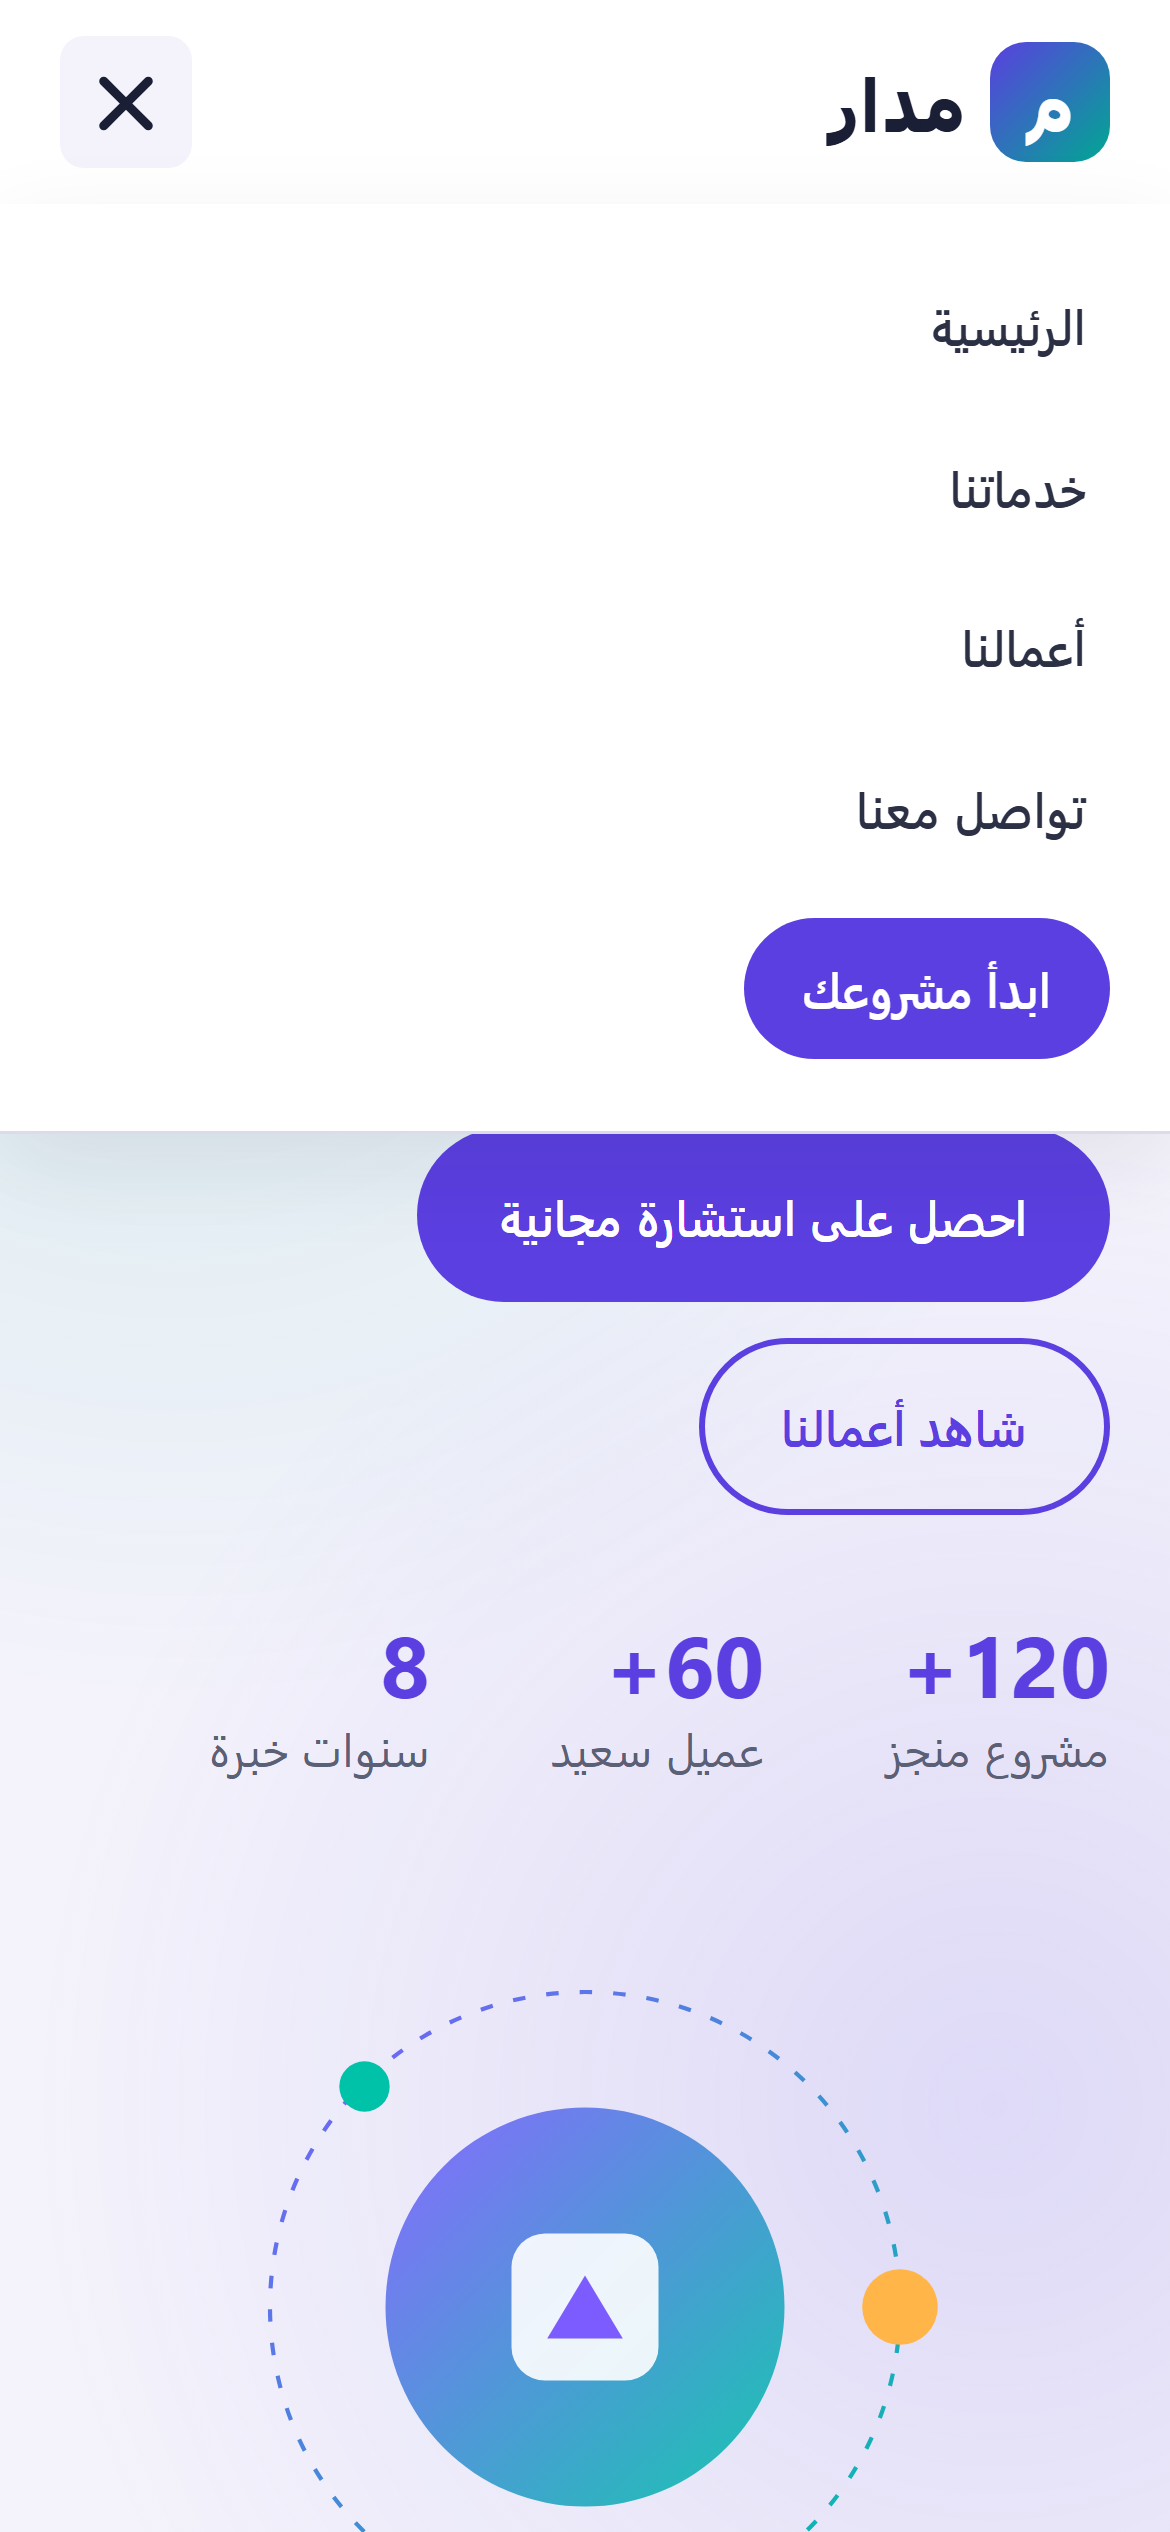 م مدار
الرئيسية
خدماتنا
أعمالنا
تواصل معنا
ابدأ مشروعك
احصل على استشارة مجانية
شاهد أعمالنا
120+ 60+ 8
مشروع منجز عميل سعيد سنوات خبرة